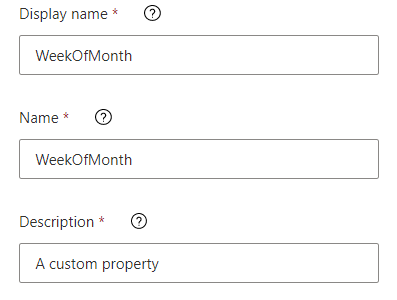 Display name *
WeekOfMonth
Name *
WeekOfMonth
Description *
A custom property